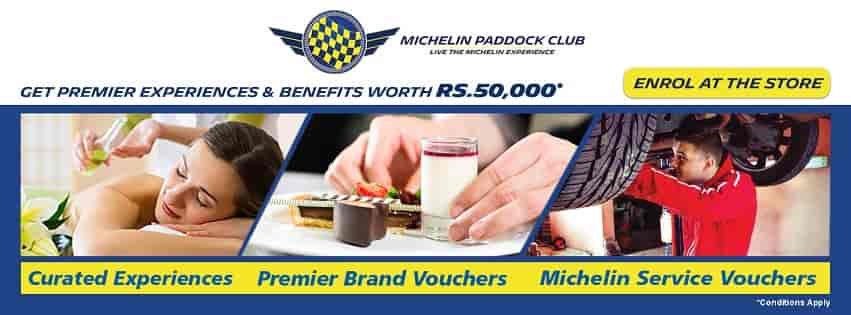 MICHELIN PADDOCK CLUB
LIVE THE MICHELIN EXPERIENCE
GET PREMIER EXPERIENCES & BENEFITS WORTH RS.50,000*
ENROL AT THE STORE
Curated Experiences
Premier Brand Vouchers
Michelin Service Vouchers
*Conditions Apply